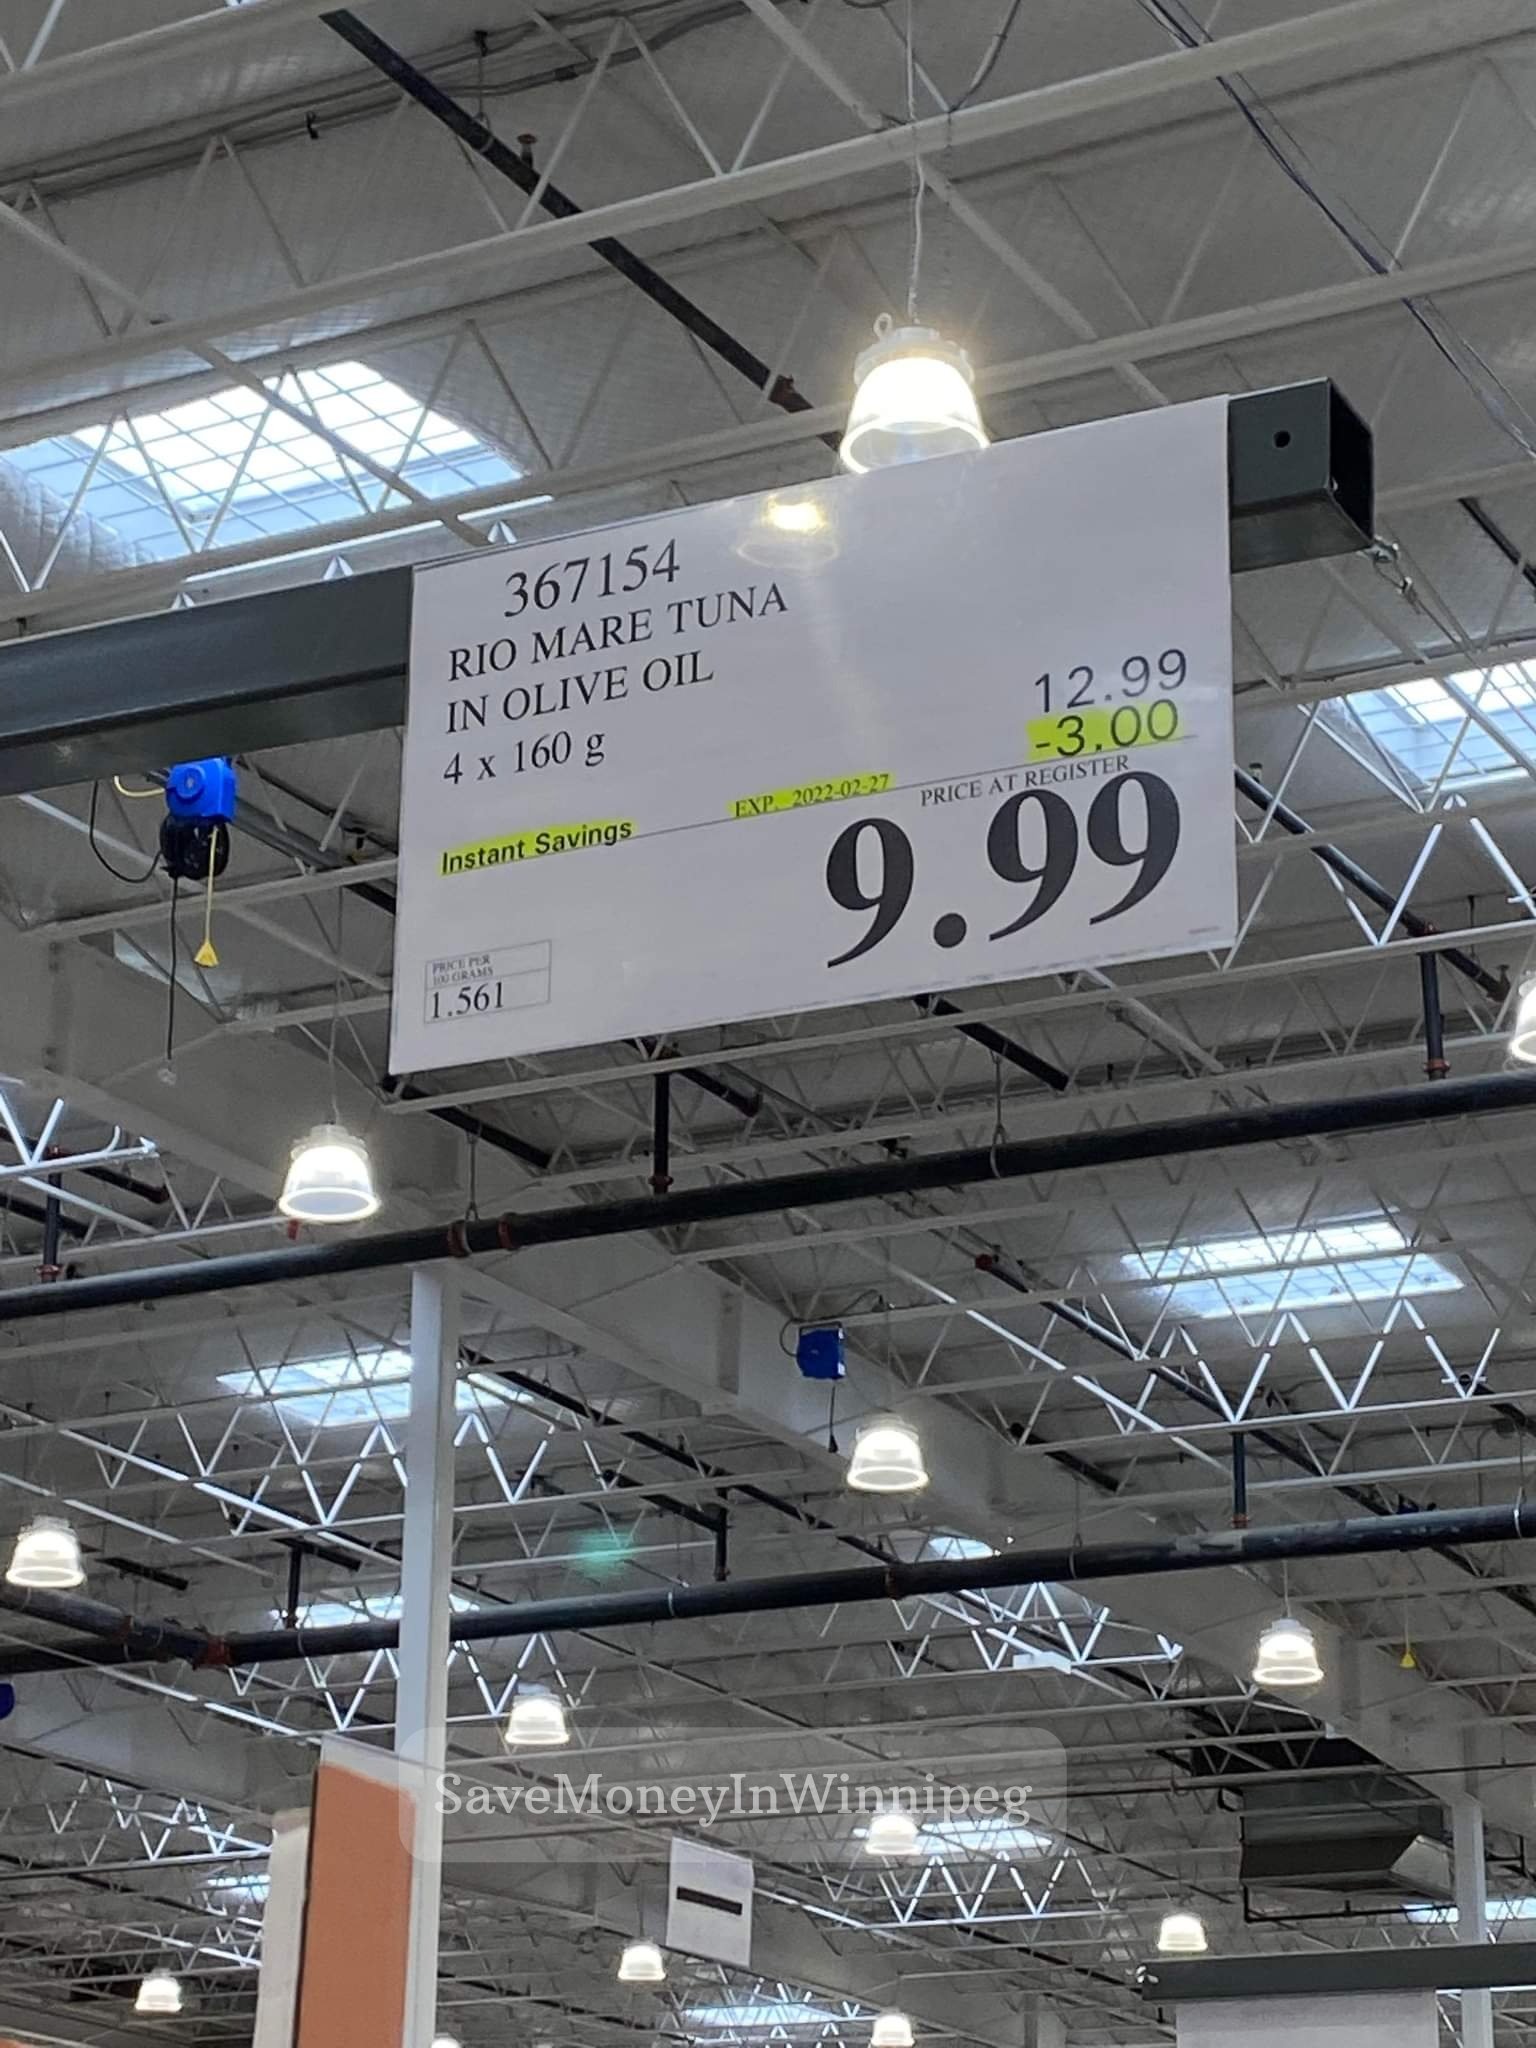 367154
RIO MARE TUNA
IN OLIVE OIL
4 x 160 g
12.99
-3.00
Instant Savings
EXP. 2022-02-27
PRICE AT REGISTER
9.99
PRICE PER
100 GRAMS
1.561
SaveMoneyInWinnipeg